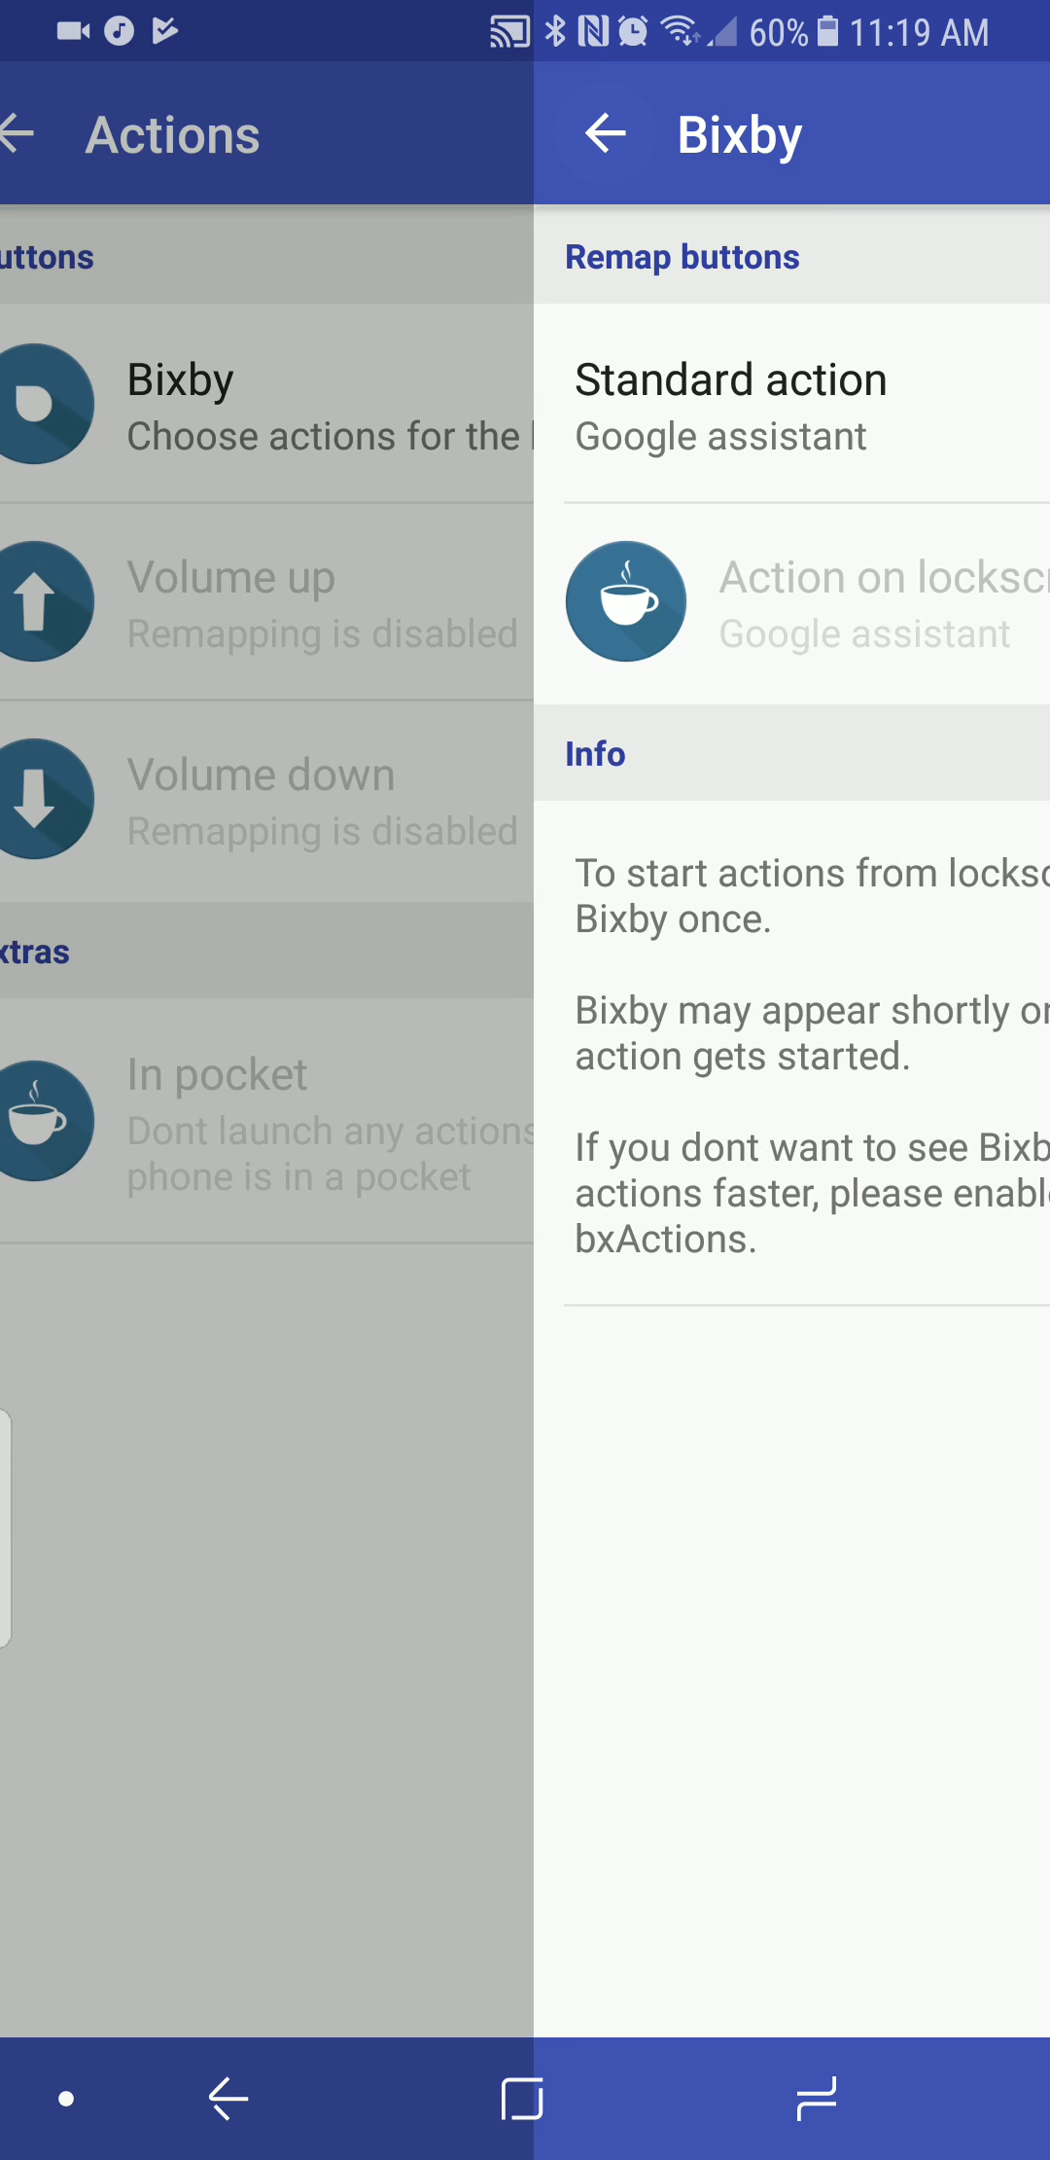 60% 11:19 AM
Actions
uttons
Bixby
Choose actions for the
Volume up
Remapping is disabled
Volume down
Remapping is disabled
xtras
In pocket
Dont launch any actions
phone is in a pocket
Bixby
Remap buttons
Standard action
Google assistant
Action on lockscr
Google assistant
Info
To start actions from locksc
Bixby once.
Bixby may appear shortly or
action gets started.
If you dont want to see Bixb
actions faster, please enable
bxActions.